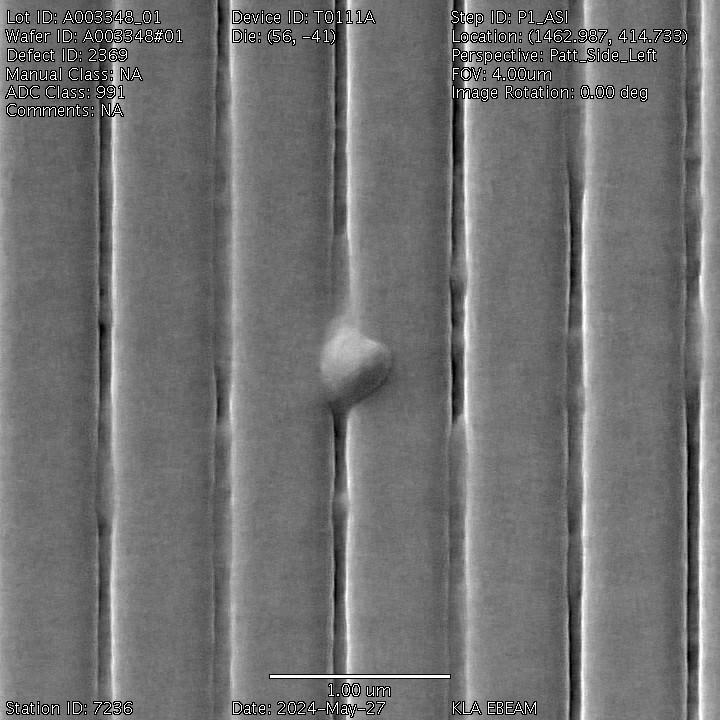 Lot ID: A003348_01 Device ID: T0111A Step ID: P1_ASI
Wafer ID: A003348#01 Die: (56, -41) Location: (1462.987, 414.733)
Defect ID: 2369 Perspective: Patt_Side_Left
Manual Class: NA FOV: 4.00um
ADC Class: 991 Image Rotation: 0.00 deg
Comments: NA
1.00 um
Station ID: 7236 Date: 2024-May-27 KLA EBEAM